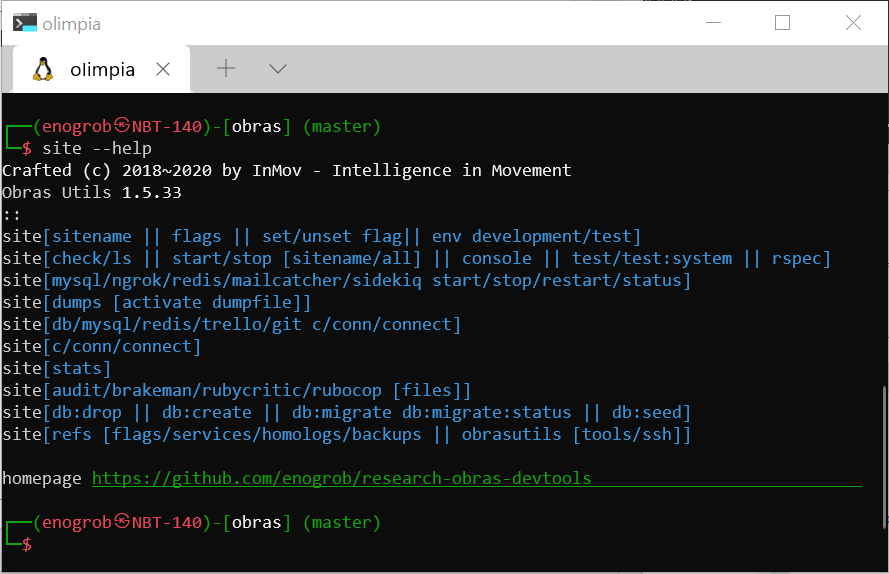 olimpia
olimpia
(enogrob㉿NBT-140)-[obras] (master)
$ site --help
Crafted (c) 2018~2020 by InMov - Intelligence in Movement
Obras Utils 1.5.33
::
site[sitename || flags || set/unset flag|| env development/test]
site[check/ls || start/stop [sitename/all] || console || test/test:system || rspec]
site[mysql/ngrok/redis/mailcatcher/sidekiq start/stop/restart/status]
site[dumps [activate dumpfile]]
site[db/mysql/redis/trello/git c/conn/connect]
site[c/conn/connect]
site[stats]
site[audit/brakeman/rubycritic/rubocop [files]]
site[db:drop || db:create || db:migrate db:migrate:status || db:seed]
site[refs [flags/services/homologs/backups || obrasutils [tools/ssh]]
homepage https://github.com/enogrob/research-obras-devtools
(enogrob㉿NBT-140)-[obras] (master)
$